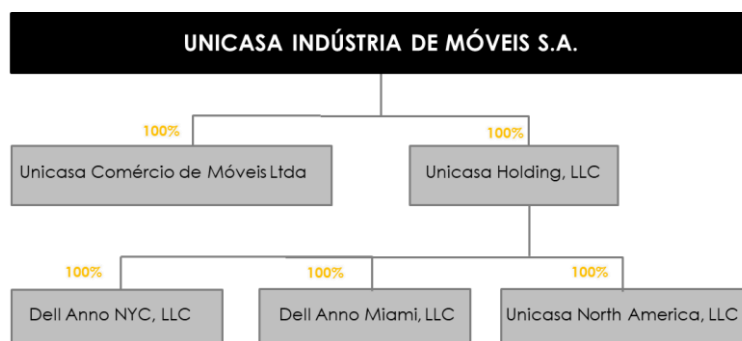 UNICASA INDÚSTRIA DE MÓVEIS S.A.
100%
100%
Unicasa Comércio de Móveis Ltda
Unicasa Holding, LLC
100%
100%
100%
Dell Anno NYC, LLC
Dell Anno Miami, LLC
Unicasa North America, LLC